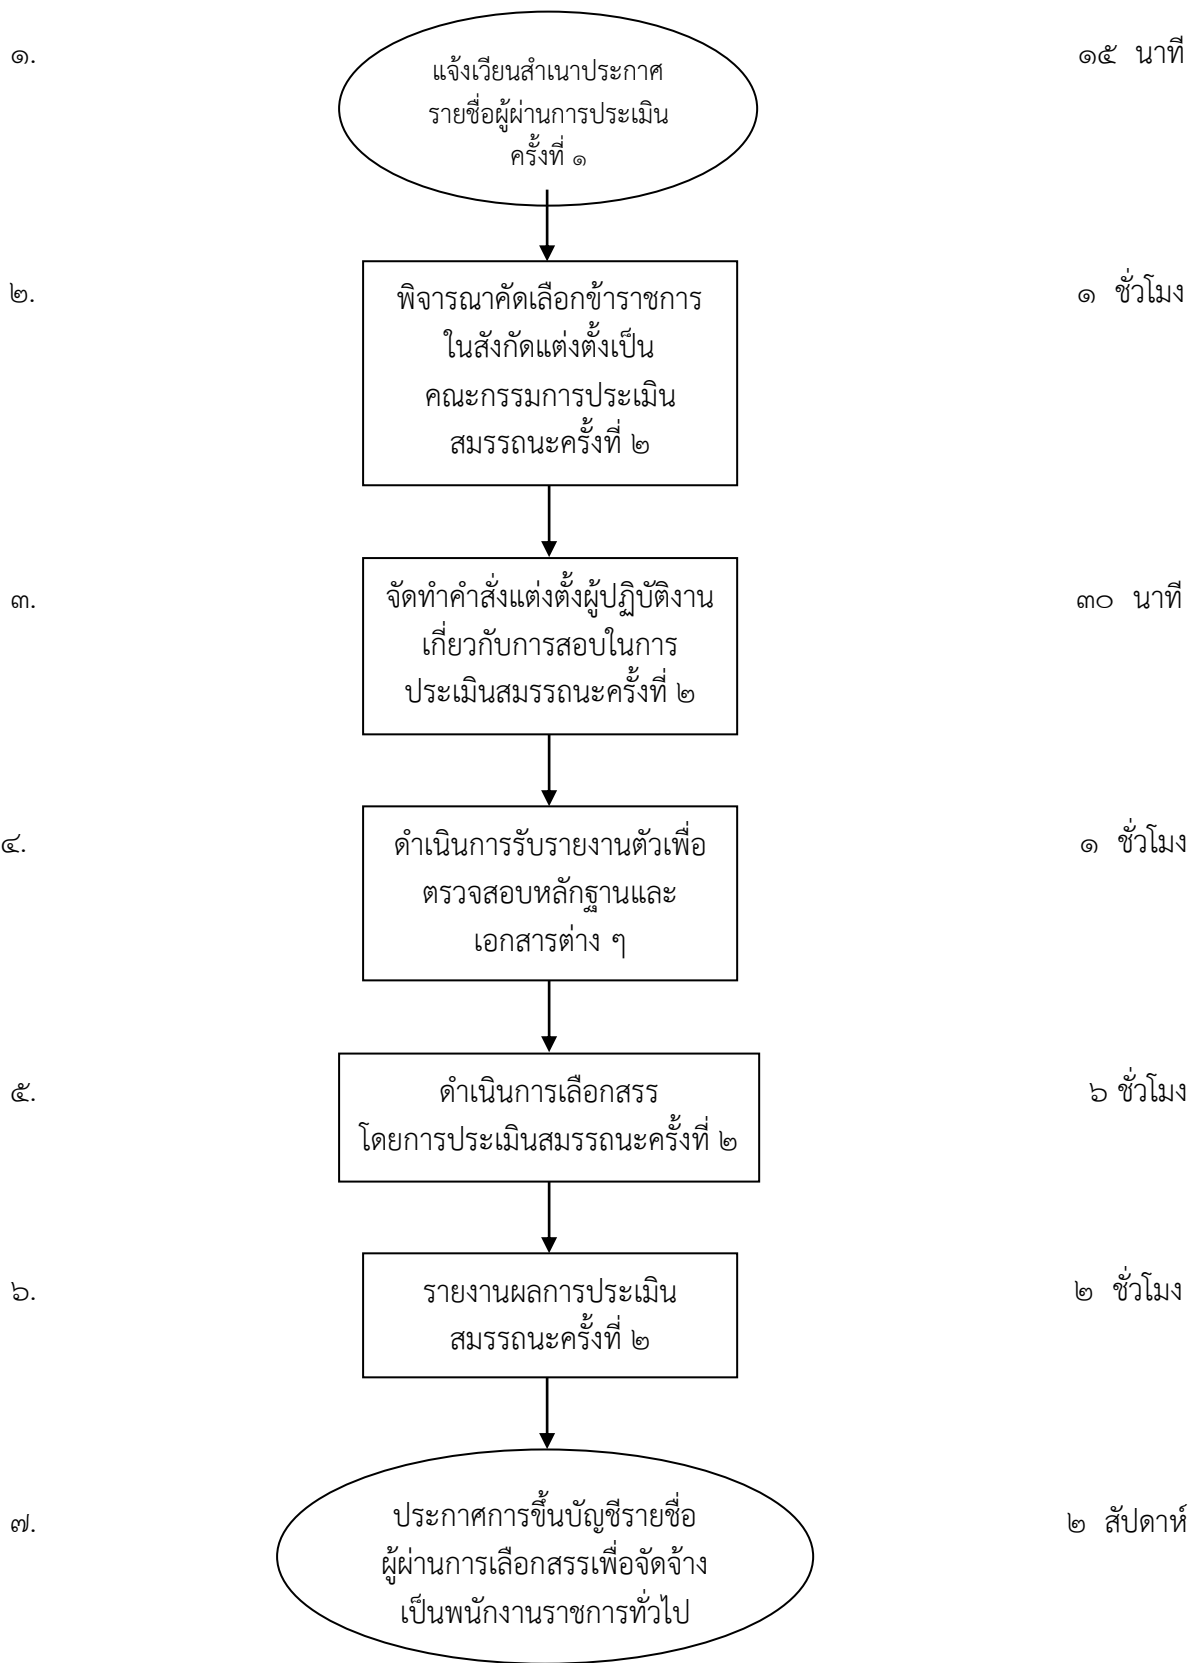 ๑.
แจ้งเวียนสำเนาประกาศ
รายชื่อผู้ผ่านการประเมิน
ครั้งที่ ๑
๑๕ นาที
๒.
พิจารณาคัดเลือกข้าราชการ
ในสังกัดแต่งตั้งเป็น
คณะกรรมการประเมิน
สมรรถนะครั้งที่ ๒
๑ ชั่วโมง
๓.
จัดทำคำสั่งแต่งตั้งผู้ปฏิบัติงาน
เกี่ยวกับการสอบในการ
ประเมินสมรรถนะครั้งที่ ๒
๓๐ นาที
๔.
ดำเนินการรับรายงานตัวเพื่อ
ตรวจสอบหลักฐานและ
เอกสารต่าง ๆ
๑ ชั่วโมง
๕.
ดำเนินการเลือกสรร
โดยการประเมินสมรรถนะครั้งที่ ๒
๖ ชั่วโมง
๖.
รายงานผลการประเมิน
สมรรถนะครั้งที่ ๒
๒ ชั่วโมง
๗.
ประกาศการขึ้นบัญชีรายชื่อ
ผู้ผ่านการเลือกสรรเพื่อจัดจ้าง
เป็นพนักงานราชการทั่วไป
๒ สัปดาห์